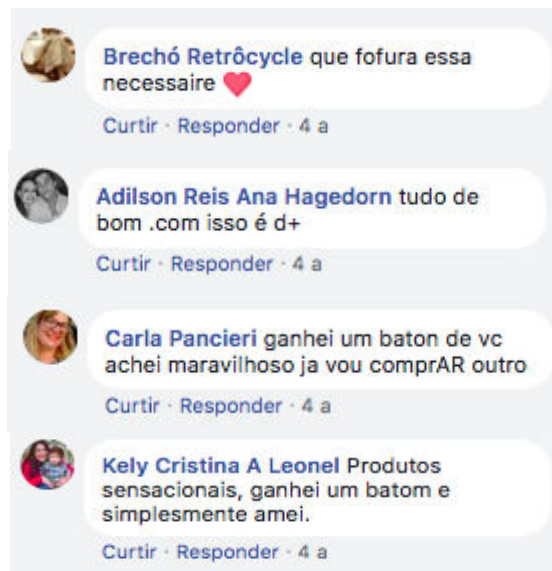 Brechó Retrôcycle que fofura essa
necessaire ❤
Curtir · Responder · 4 a
Adilson Reis Ana Hagedorn tudo de
bom .com isso é d+
Curtir · Responder · 4 a
Carla Pancieri ganhei um baton de vc
achei maravilhoso ja vou comprAR outro
Curtir · Responder · 4 a
Kely Cristina A Leonel Produtos
sensacionais, ganhei um batom e
simplesmente amei.
Curtir · Responder · 4 a